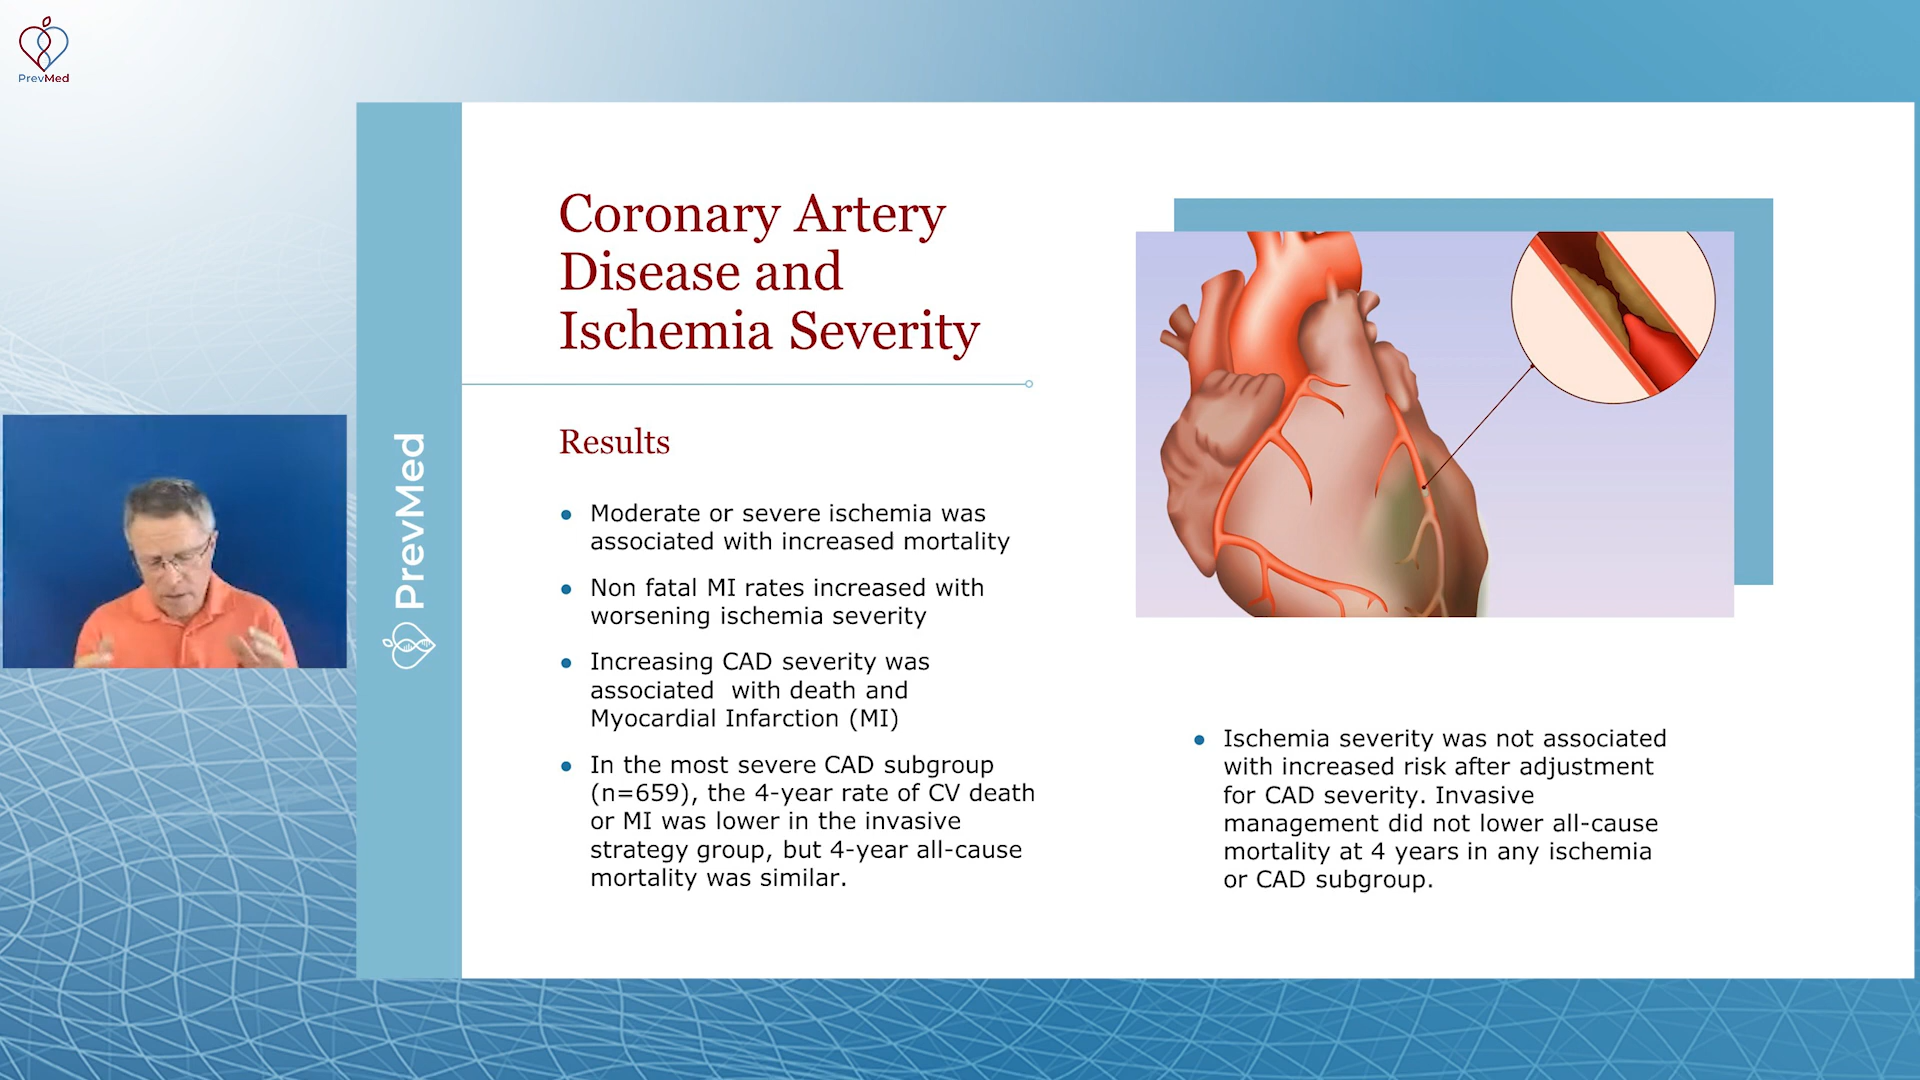 PrevMed
PrevMed
Coronary Artery
Disease and
Ischemia Severity
Results
Moderate or severe ischemia was
associated with increased mortality
Non fatal MI rates increased with
worsening ischemia severity
Increasing CAD severity was
associated  with death and
Myocardial Infarction (MI)
In the most severe CAD subgroup
(n=659), the 4-year rate of CV death
or MI was lower in the invasive
strategy group, but 4-year all-cause
mortality was similar.
Ischemia severity was not associated
with increased risk after adjustment
for CAD severity. Invasive
management did not lower all-cause
mortality at 4 years in any ischemia
or CAD subgroup.